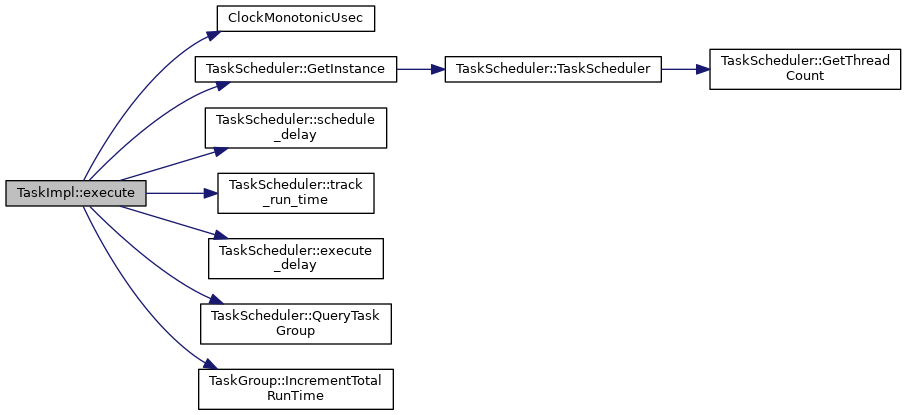 ClockMonotonicUsec
TaskScheduler::GetInstance
TaskScheduler::TaskScheduler
TaskScheduler::GetThread
Count
TaskScheduler::schedule
_delay
TaskImpl::execute
TaskScheduler::track
_run_time
TaskScheduler::execute
_delay
TaskScheduler::QueryTask
Group
TaskGroup::IncrementTotal
RunTime